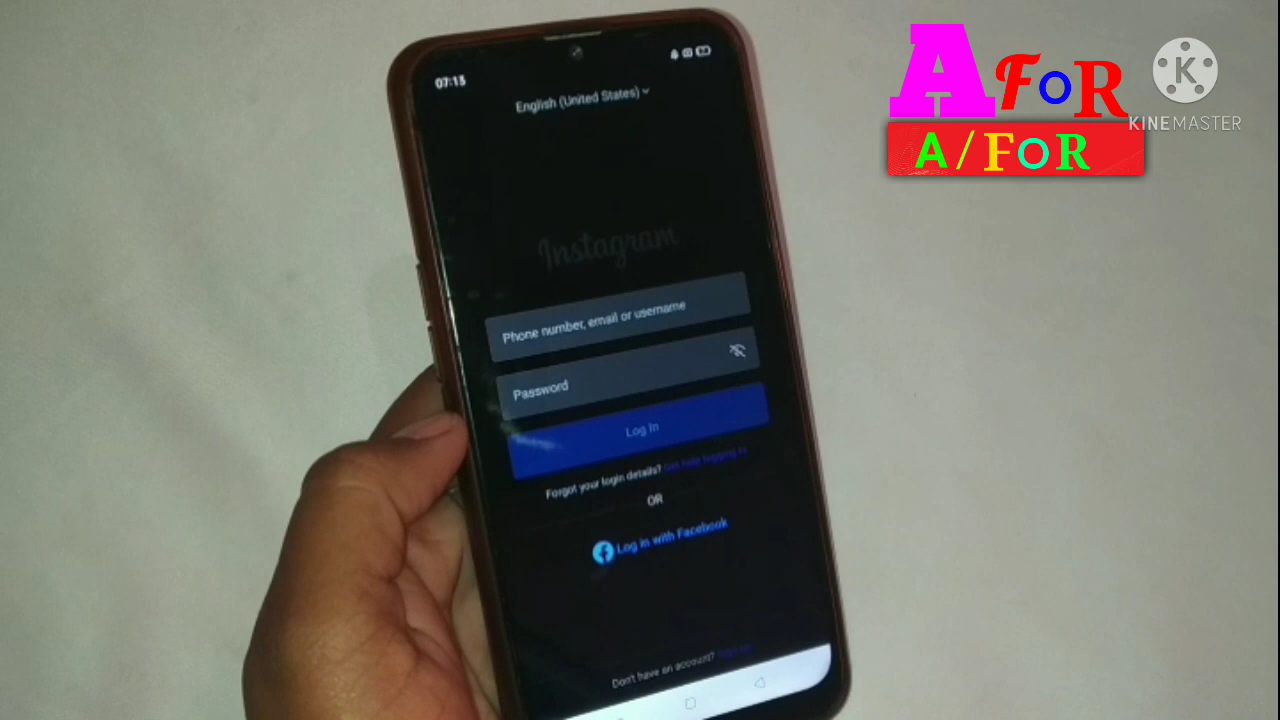 A FoR
A/FoR
KINEMASTER
07:13
English (United States)
Instagram
Phone number, email or username
Password
Log In
Forgot your login details? Get help logging in.
OR
Log in with Facebook
Don't have an account? Sign up.